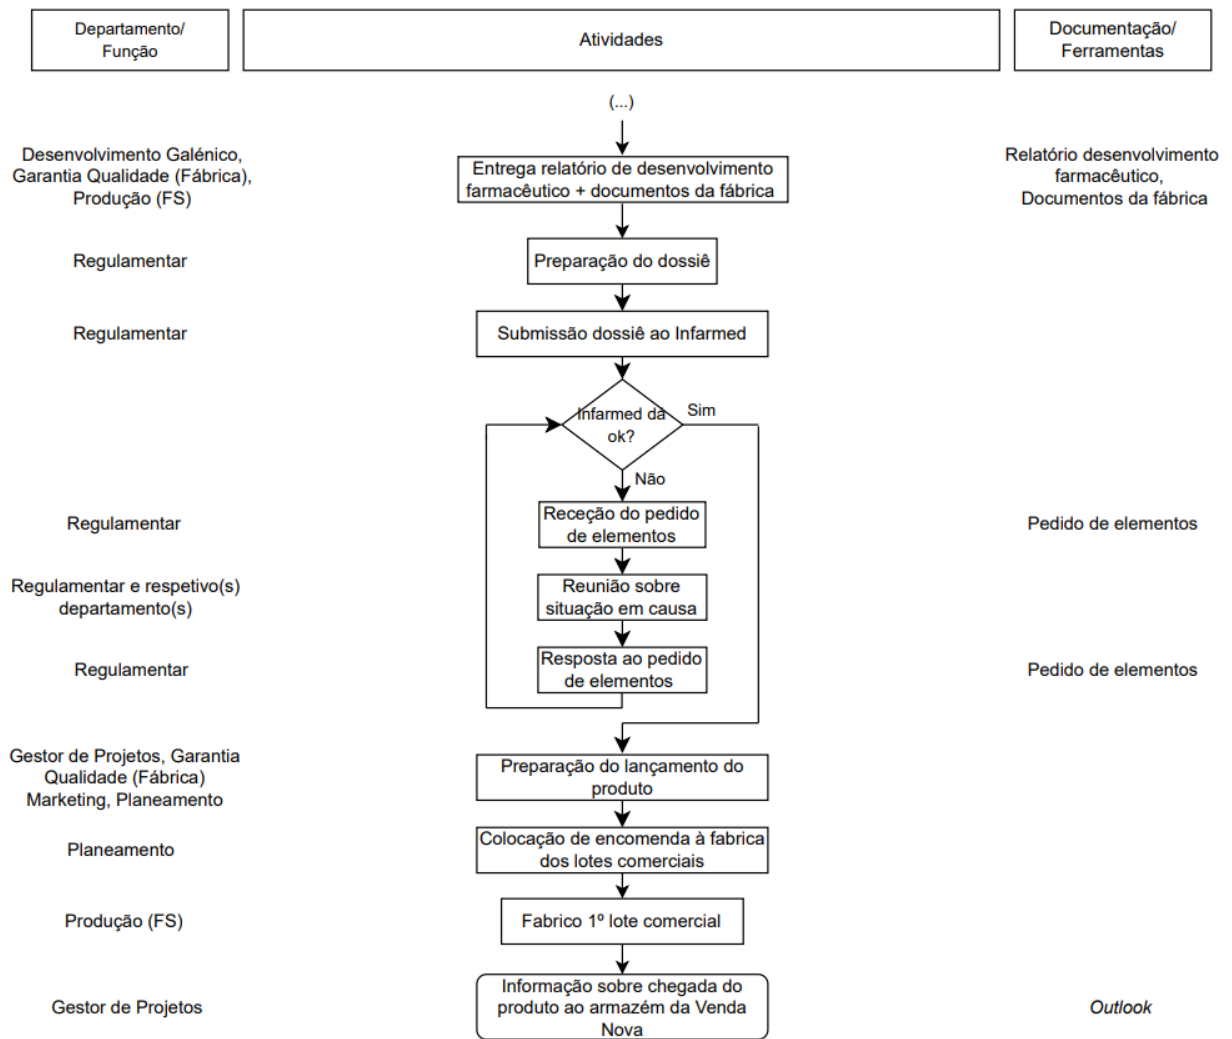 Departamento/
Função
Atividades
Documentação/
Ferramentas
(...)
Desenvolvimento Galénico,
Garantia Qualidade (Fábrica),
Produção (FS)
Entrega relatório de desenvolvimento
farmacêutico + documentos da fábrica
Relatório desenvolvimento
farmacêutico,
Documentos da fábrica
Regulamentar
Preparação do dossiê
Regulamentar
Submissão dossiê ao Infarmed
Infarmed dá
ok?
Sim
Não
Regulamentar
Receção do pedido
de elementos
Pedido de elementos
Regulamentar e respetivo(s)
departamento(s)
Reunião sobre
situação em causa
Regulamentar
Resposta ao pedido
de elementos
Pedido de elementos
Gestor de Projetos, Garantia
Qualidade (Fábrica)
Marketing, Planeamento
Preparação do lançamento do
produto
Planeamento
Colocação de encomenda à fabrica
dos lotes comerciais
Produção (FS)
Fabrico 1º lote comercial
Gestor de Projetos
Informação sobre chegada do
produto ao armazém da Venda
Nova
Outlook